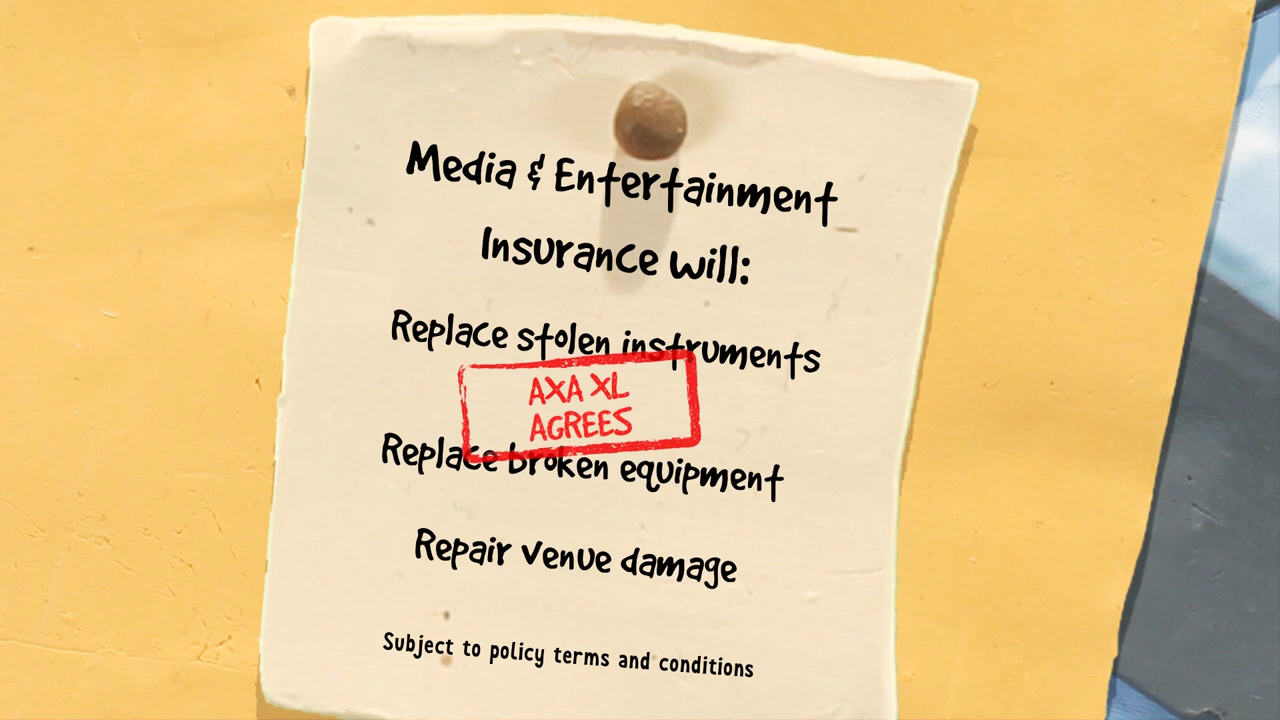 Media & Entertainment
Insurance will:
Replace stolen instruments
AXA XL
AGREES
Replace broken equipment
Repair venue damage
Subject to policy terms and conditions